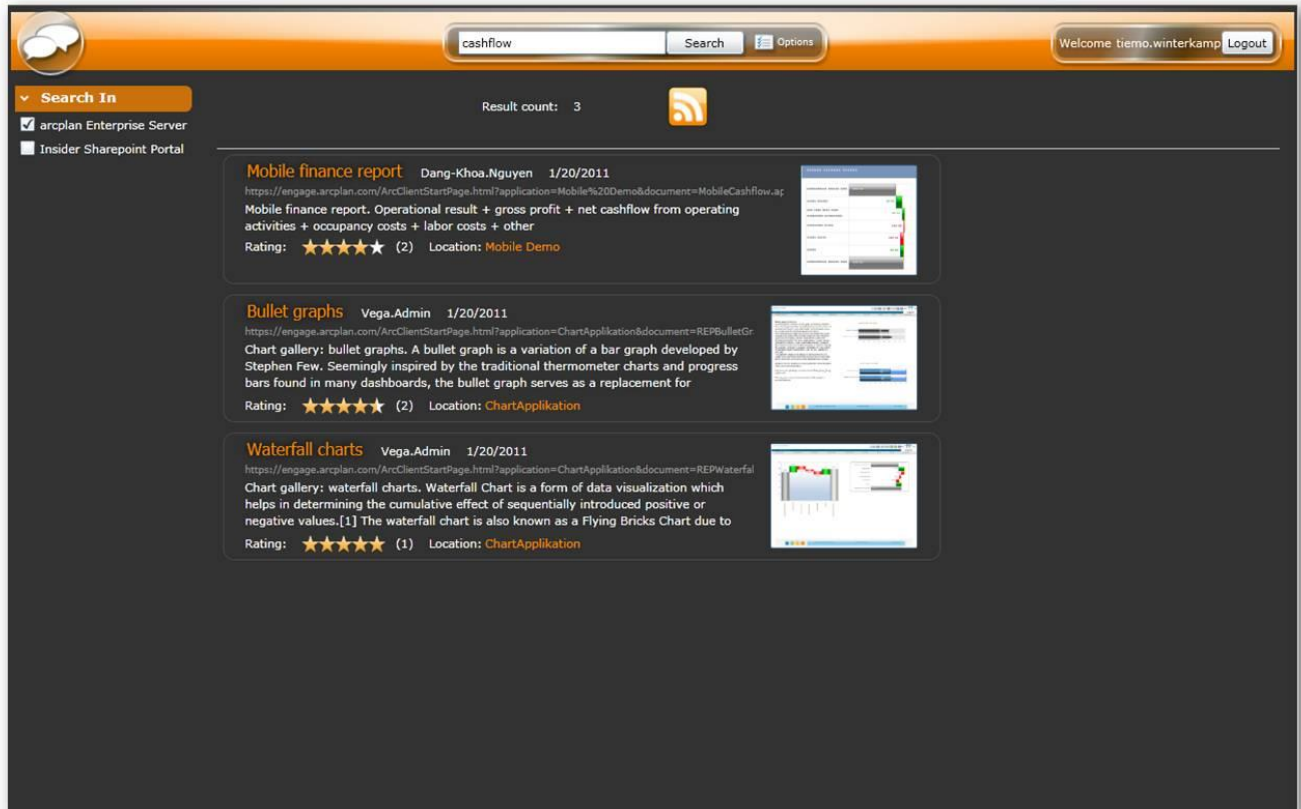 cashflow Search Options Welcome tiemo.winterkamp Logout
Search In
arcplan Enterprise Server
Insider Sharepoint Portal
Result count: 3
Mobile finance report Dang-Khoa.Nguyen 1/20/2011
https://engage.arcplan.com/ArcClientStartPage.html?application=Mobile%20Demo&document=MobileCashflow.ap
Mobile finance report. Operational result + gross profit + net cashflow from operating
activities + occupancy costs + labor costs + other
Rating: (2) Location: Mobile Demo
Bullet graphs Vega.Admin 1/20/2011
https://engage.arcplan.com/ArcClientStartPage.html?application=ChartApplikation&document=REPBulletGr
Chart gallery: bullet graphs. A bullet graph is a variation of a bar graph developed by
Stephen Few. Seemingly inspired by the traditional thermometer charts and progress
bars found in many dashboards, the bullet graph serves as a replacement for
Rating: (2) Location: ChartApplikation
Waterfall charts Vega.Admin 1/20/2011
https://engage.arcplan.com/ArcClientStartPage.html?application=ChartApplikation&document=REPWaterfal
Chart gallery: waterfall charts. Waterfall Chart is a form of data visualization which
helps in determining the cumulative effect of sequentially introduced positive or
negative values.[1] The waterfall chart is also known as a Flying Bricks Chart due to
Rating: (1) Location: ChartApplikation